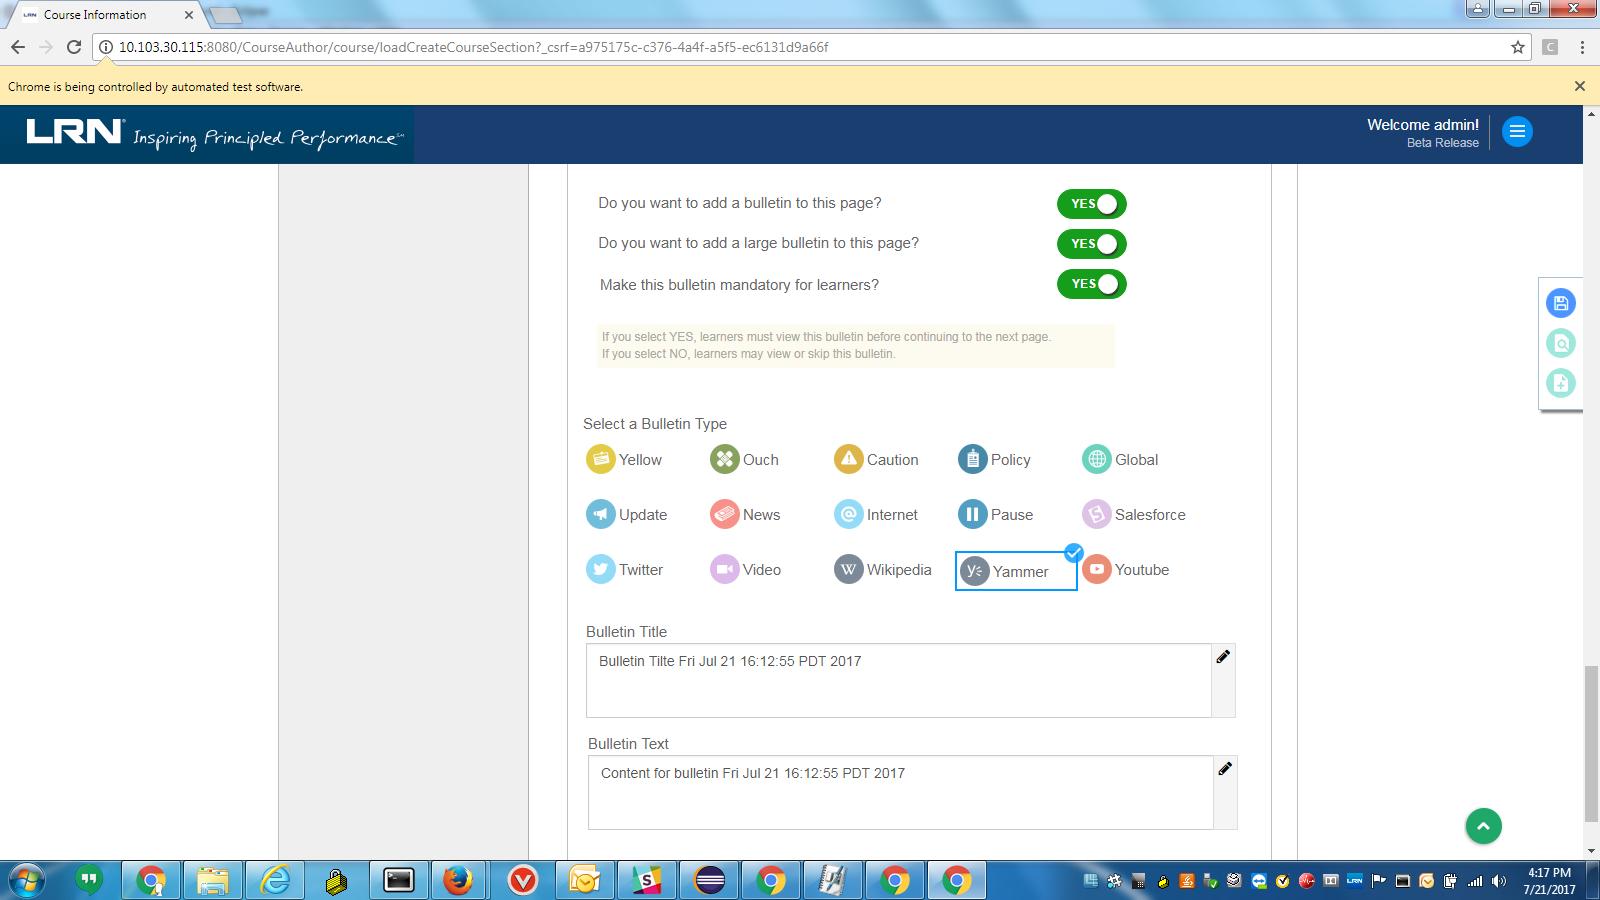 Course Information
10.103.30.115:8080/CourseAuthor/course/loadCreateCourseSection?_csrf=a975175c-c376-4a4f-a5f5-ec6131d9a66f
Chrome is being controlled by automated test software.
LRN Inspiring Principled Performance
Welcome admin!
Beta Release
Do you want to add a bulletin to this page? YES
Do you want to add a large bulletin to this page? YES
Make this bulletin mandatory for learners? YES
If you select YES, learners must view this bulletin before continuing to the next page.
If you select NO, learners may view or skip this bulletin.
Select a Bulletin Type
Yellow Ouch Caution Policy Global
Update News Internet Pause Salesforce
Twitter Video Wikipedia Yammer Youtube
Bulletin Title
Bulletin Tilte Fri Jul 21 16:12:55 PDT 2017
Bulletin Text
Content for bulletin Fri Jul 21 16:12:55 PDT 2017
4:17 PM
7/21/2017